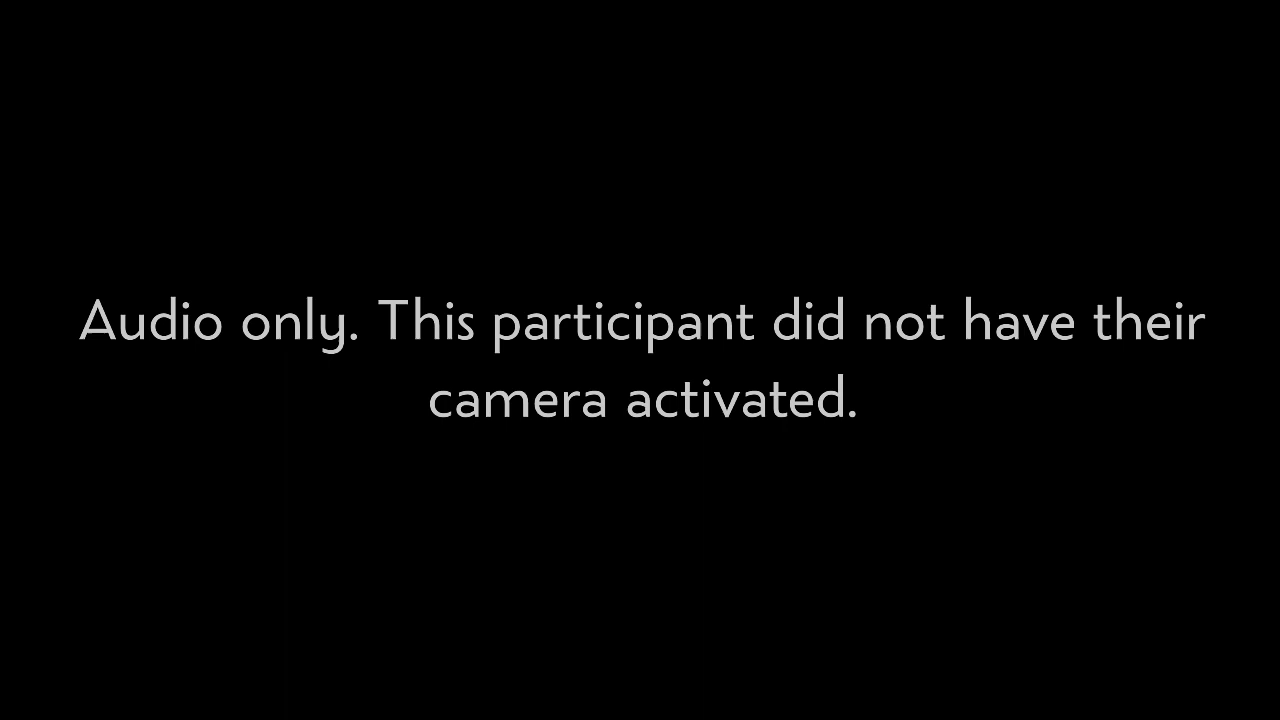 Audio only. This participant did not have their
camera activated.